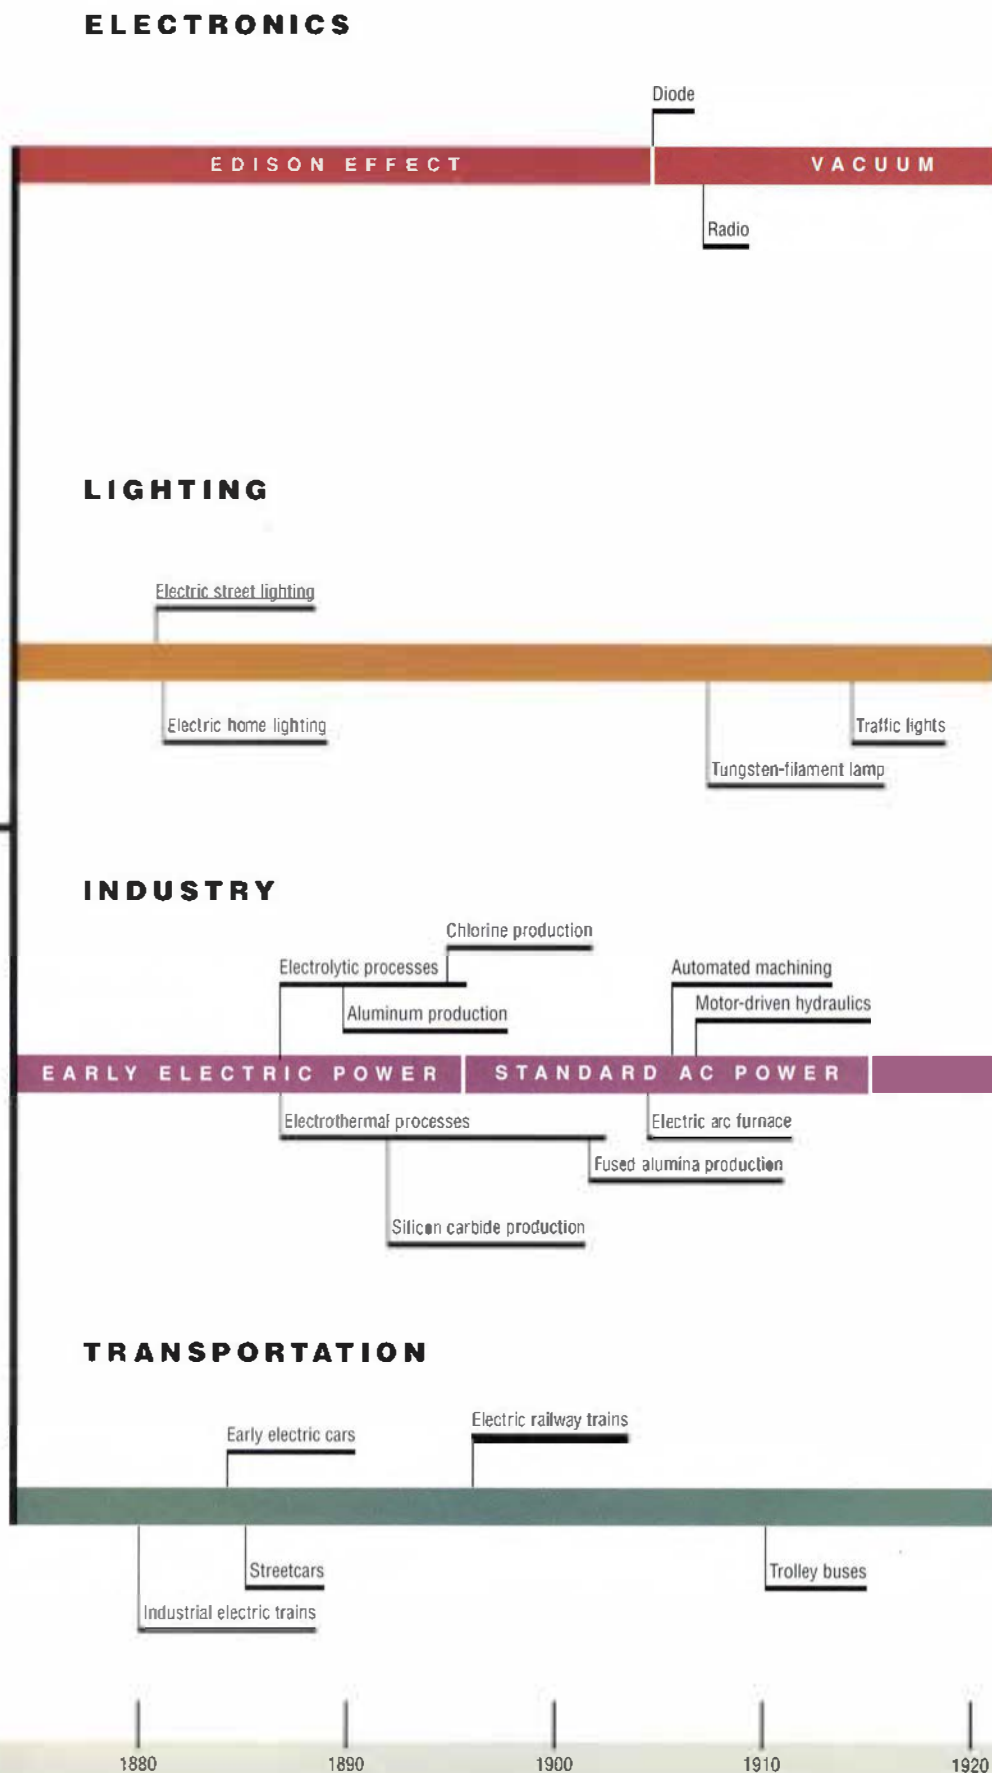 ELECTRONICS
Diode
EDISON EFFECT
VACUUM
Radio
LIGHTING
Electric street lighting
Electric home lighting
Traffic lights
Tungsten-filament lamp
INDUSTRY
Chlorine production
Electrolytic processes
Automated machining
Aluminum production
Motor-driven hydraulics
EARLY ELECTRIC POWER
STANDARD AC POWER
Electrothermal processes
Electric arc furnace
Fused alumina production
Silicon carbide production
TRANSPORTATION
Electric railway trains
Early electric cars
Streetcars
Trolley buses
Industrial electric trains
1880 1890 1900 1910 1920